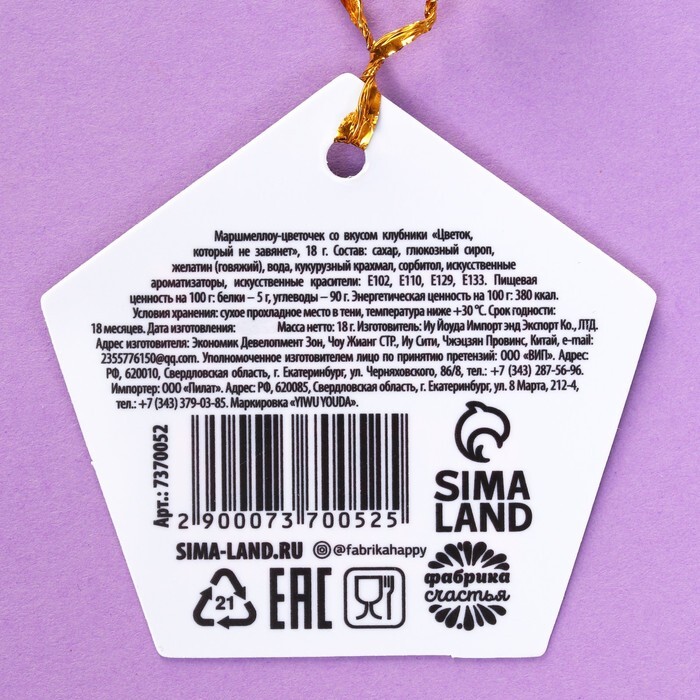 Маршмеллоу-цветочек со вкусом клубники «Цветок,
который не завянет», 18 г. Состав: сахар, глюкозный сироп,
желатин (говяжий), вода, кукурузный крахмал, сорбитол, искусственные
ароматизаторы, искусственные красители: Е102, Е110, Е129, Е133. Пищевая
ценность на 100 г: белки – 5 г, углеводы – 90 г. Энергетическая ценность на 100 г: 380 ккал.
Условия хранения: сухое прохладное место в тени, температура ниже +30 °С. Срок годности:
18 месяцев. Дата изготовления: Масса нетто: 18 г. Изготовитель: Иу Йоуда Импорт энд Экспорт Ко., ЛТД.
Адрес изготовителя: Экономик Девелопмент Зон, Чоу Жианг СТР, Иу Сити, Чжэцзян Провинс, Китай, e-mail:
2355776150@qq.com. Уполномоченное изготовителем лицо по принятию претензий: ООО «ВИП». Адрес:
РФ, 620010, Свердловская область, г. Екатеринбург, ул. Черняховского, 86/8, тел.: +7 (343) 287-56-96.
Импортер: ООО «Пилат». Адрес: РФ, 620085, Свердловская область, г. Екатеринбург, ул. 8 Марта, 212-4,
тел.: +7 (343) 379-03-85. Маркировка «YIWU YOUDA».
Арт.: 7370052
2 900073 700525
SIMA LAND
SIMA-LAND.RU @fabrikahappy
фабрика
счастья
21 EAC